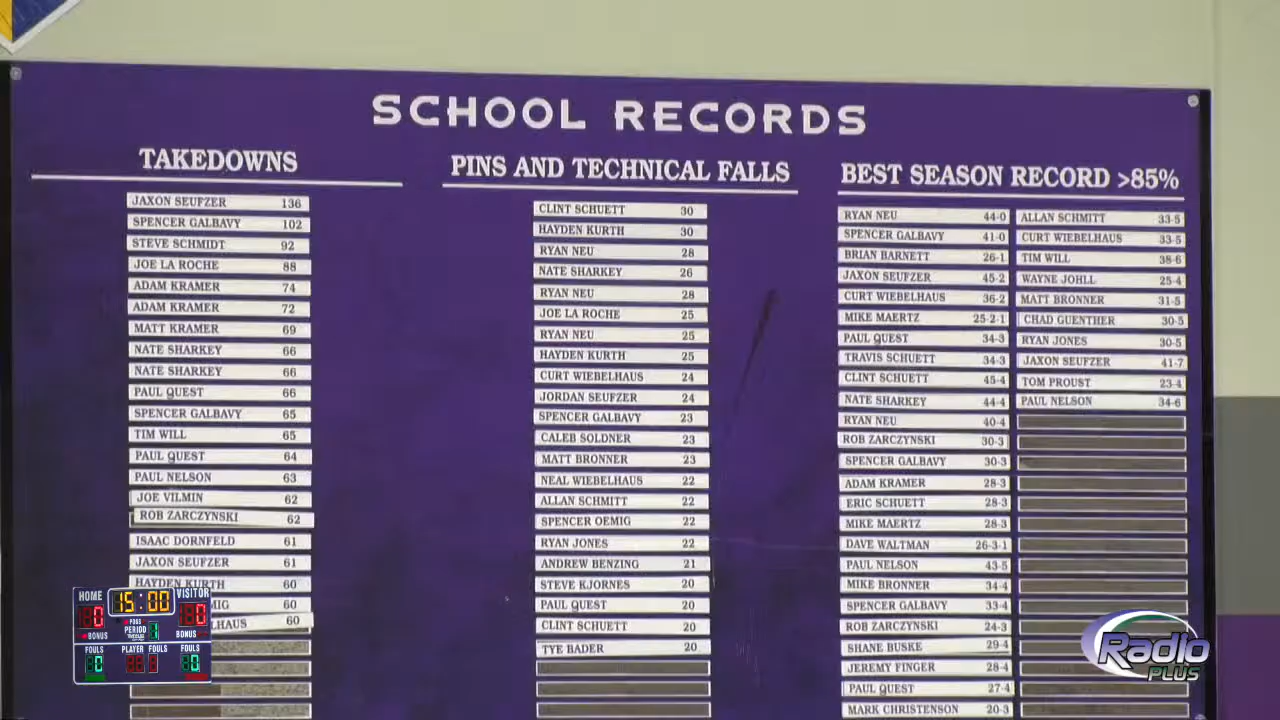 SCHOOL RECORDS
TAKEDOWNS
JAXON SEUFZER 136
SPENCER GALBAVY 102
STEVE SCHMIDT 92
JOE LA ROCHE 88
ADAM KRAMER 74
ADAM KRAMER 72
MATT KRAMER 69
NATE SHARKEY 66
NATE SHARKEY 66
PAUL QUEST 66
SPENCER GALBAVY 65
TIM WILL 65
PAUL QUEST 64
PAUL NELSON 63
JOE VILMIN 62
ROB ZARCZYNSKI 62
ISAAC DORNFELD 61
JAXON SEUFZER 61
HAYDEN KURTH 60
60
60
PINS AND TECHNICAL FALLS
CLINT SCHUETT 30
HAYDEN KURTH 30
RYAN NEU 28
NATE SHARKEY 26
RYAN NEU 28
JOE LA ROCHE 25
RYAN NEU 25
HAYDEN KURTH 25
CURT WIEBELHAUS 24
JORDAN SEUFZER 24
SPENCER GALBAVY 23
CALEB SOLDNER 23
MATT BRONNER 23
NEAL WIEBELHAUS 22
ALLAN SCHMITT 22
SPENCER OEMIG 22
RYAN JONES 22
ANDREW BENZING 21
STEVE KJORNES 20
PAUL QUEST 20
CLINT SCHUETT 20
TYE BADER 20
BEST SEASON RECORD >85%
RYAN NEU 44-0
SPENCER GALBAVY 41-0
BRIAN BARNETT 26-1
JAXON SEUFZER 45-2
CURT WIEBELHAUS 36-2
MIKE MAERTZ 25-2-1
PAUL QUEST 34-3
TRAVIS SCHUETT 34-3
CLINT SCHUETT 45-4
NATE SHARKEY 44-4
RYAN NEU 40-4
ROB ZARCZYNSKI 30-3
SPENCER GALBAVY 30-3
ADAM KRAMER 28-3
ERIC SCHUETT 28-3
MIKE MAERTZ 28-3
DAVE WALTMAN 26-3-1
PAUL NELSON 43-5
MIKE BRONNER 34-4
SPENCER GALBAVY 33-4
ROB ZARCZYNSKI 24-3
SHANE BUSKE 29-4
JEREMY FINGER 28-4
PAUL QUEST 27-4
MARK CHRISTENSON 20-3
ALLAN SCHMITT 33-5
CURT WIEBELHAUS 33-5
TIM WILL 38-6
WAYNE JOHLL 25-4
MATT BRONNER 31-5
CHAD GUENTHER 30-5
RYAN JONES 30-5
JAXON SEUFZER 41-7
TOM PROUST 23-4
PAUL NELSON 34-6
HOME 15:00 VISITOR
0 0
POSS
BONUS PERIOD 1 BONUS
FOULS PLAYER FOULS FOULS
0 0
Radio
PLUS